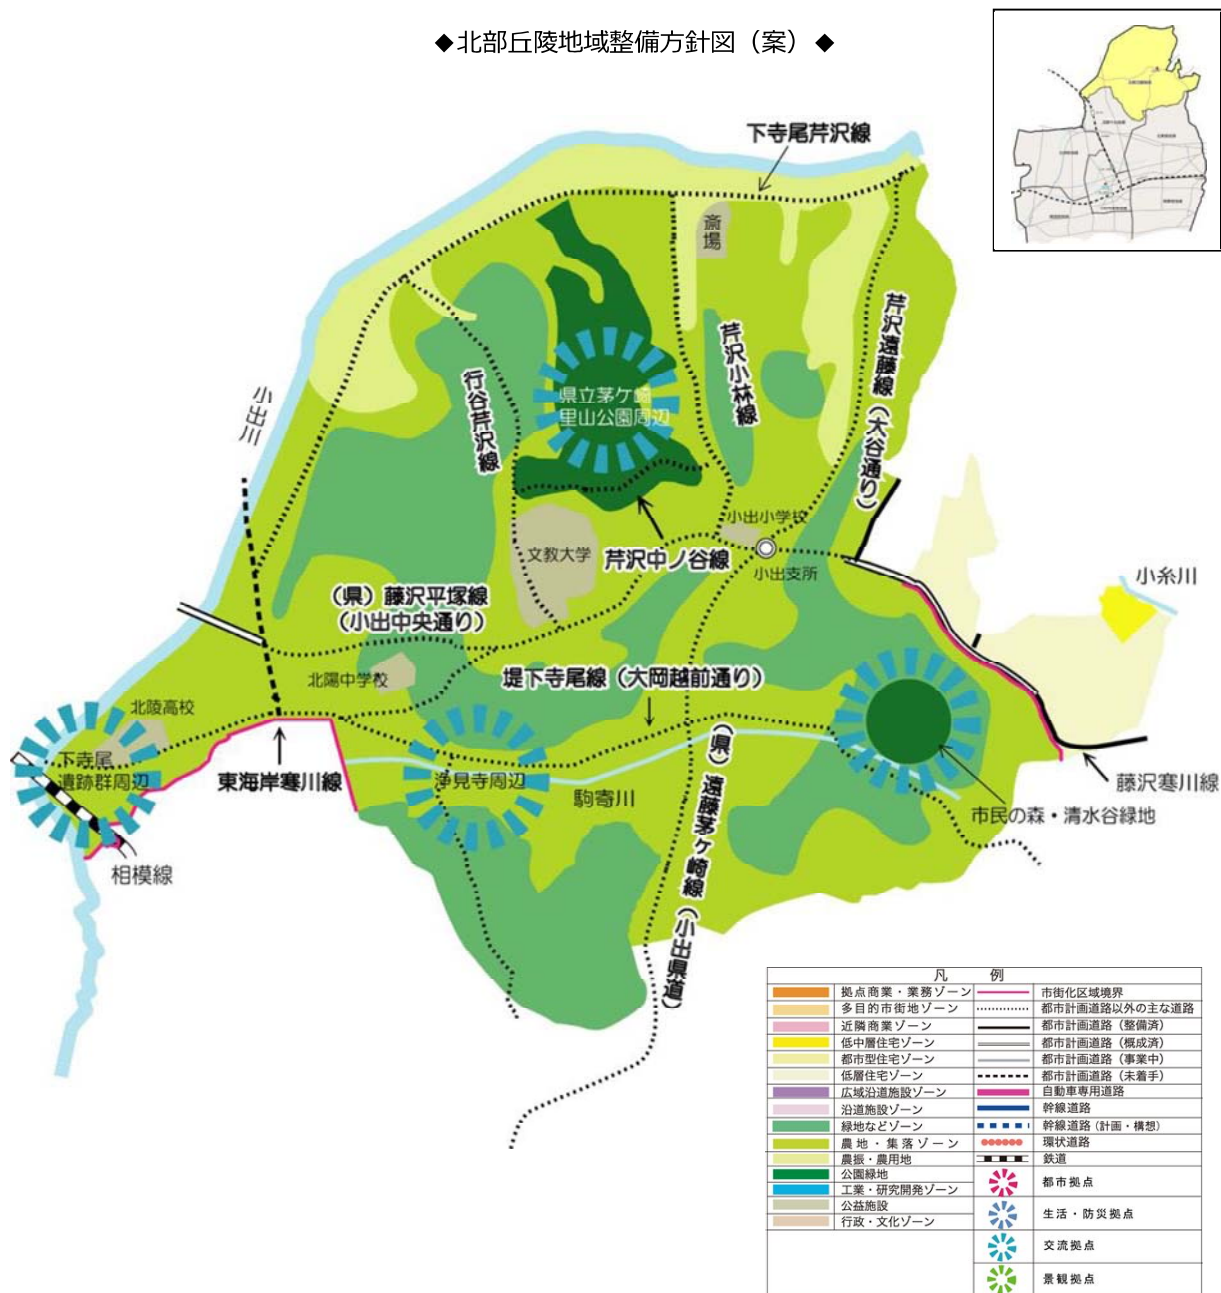 ◆北部丘陵地域整備方針図（案）◆
下寺尾芹沢線
斎場
芹沢遠藤線（大谷通り）
芹沢小林線
行谷芹沢線
県立茅ケ崎
里山公園周辺
小出川
小出小学校
文教大学
芹沢中ノ谷線
小出支所
小糸川
（県）藤沢平塚線
（小出中央通り）
北陽中学校
堤下寺尾線（大岡越前通り）
北陵高校
下寺尾
遺跡群周辺
東海岸寒川線
浄見寺周辺
駒寄川
（県）遠藤茅ケ崎線（小出県道）
藤沢寒川線
市民の森・清水谷緑地
相模線
凡 例
拠点商業・業務ゾーン 市街化区域境界
多目的市街地ゾーン 都市計画道路以外の主な道路
近隣商業ゾーン 都市計画道路（整備済）
低中層住宅ゾーン 都市計画道路（概成済）
都市型住宅ゾーン 都市計画道路（事業中）
低層住宅ゾーン 都市計画道路（未着手）
広域沿道施設ゾーン 自動車専用道路
沿道施設ゾーン 幹線道路
緑地などゾーン 幹線道路（計画・構想）
農地・集落ゾーン 環状道路
農振・農用地 鉄道
公園緑地
工業・研究開発ゾーン 都市拠点
公益施設
行政・文化ゾーン 生活・防災拠点
交流拠点
景観拠点